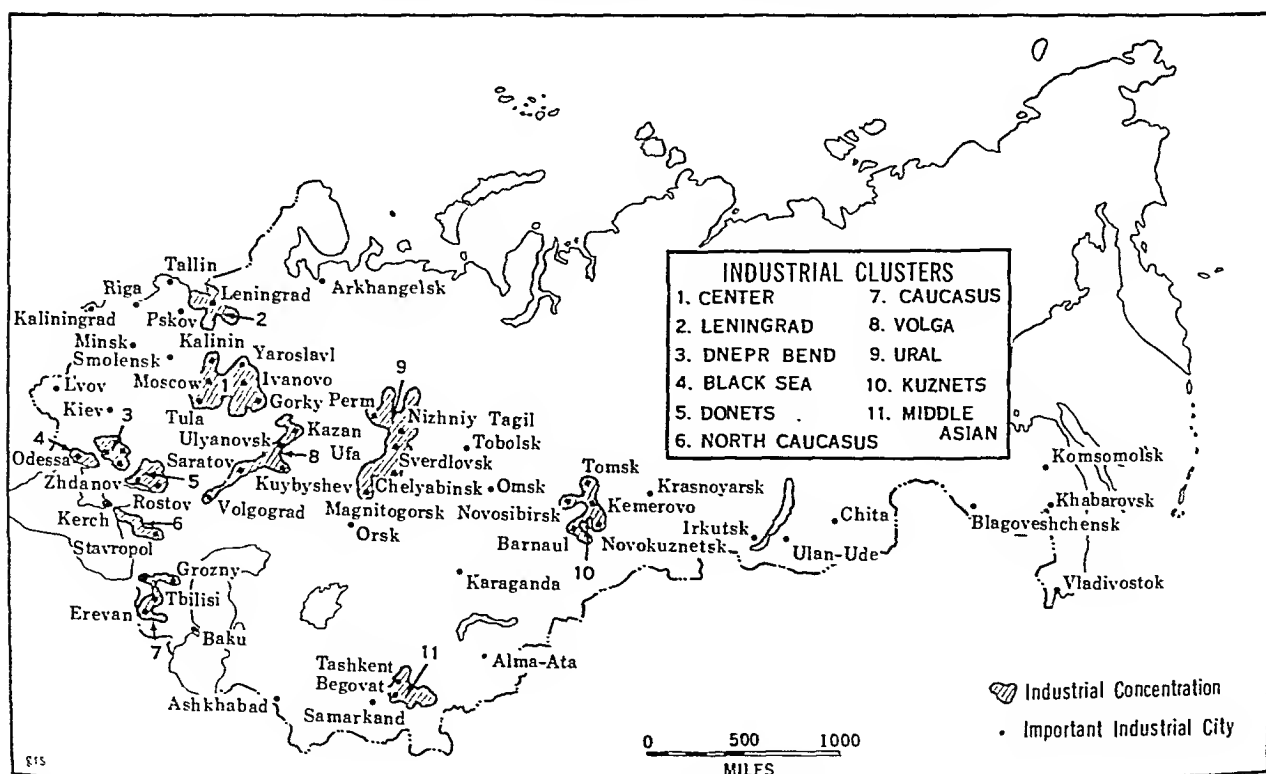 INDUSTRIAL CLUSTERS
1. CENTER
2. LENINGRAD
3. DNEPR BEND
4. BLACK SEA
5. DONETS
6. NORTH CAUCASUS
7. CAUCASUS
8. VOLGA
9. URAL
10. KUZNETS
11. MIDDLE
ASIAN
Tallin
Riga
Leningrad
Arkhangelsk
Kaliningrad
Pskov
2
Minsk
Kalinin
Smolensk
Yaroslavl
9
L'vov
Moscow
1
Ivanovo
Kiev
Gorky
Perm
Nizhniy Tagil
3
Tula
Kazan
Tobolsk
4
Ulyanovsk
Ufa
Odessa
Saratov
8
Sverdlovsk
Tomsk
Komsomolsk
Zhdanov
5
Kuybyshev
Chelyabinsk
Omsk
Krasnoyarsk
Rostov
Volgograd
Magnitogorsk
Novosibirsk
Kemerovo
Khabarovsk
Kerch
6
Orsk
Irkutsk
Chita
Blagoveshchensk
Stavropol
Barnaul
Novokuznetsk
Ulan-Ude
10
Grozny
Karaganda
Vladivostok
Tbilisi
Erevan
Baku
7
Tashkent
11
Alma-Ata
Begovat
Ashkhabad
Samarkand
Industrial Concentration
Important Industrial City
0 500 1000
MILES